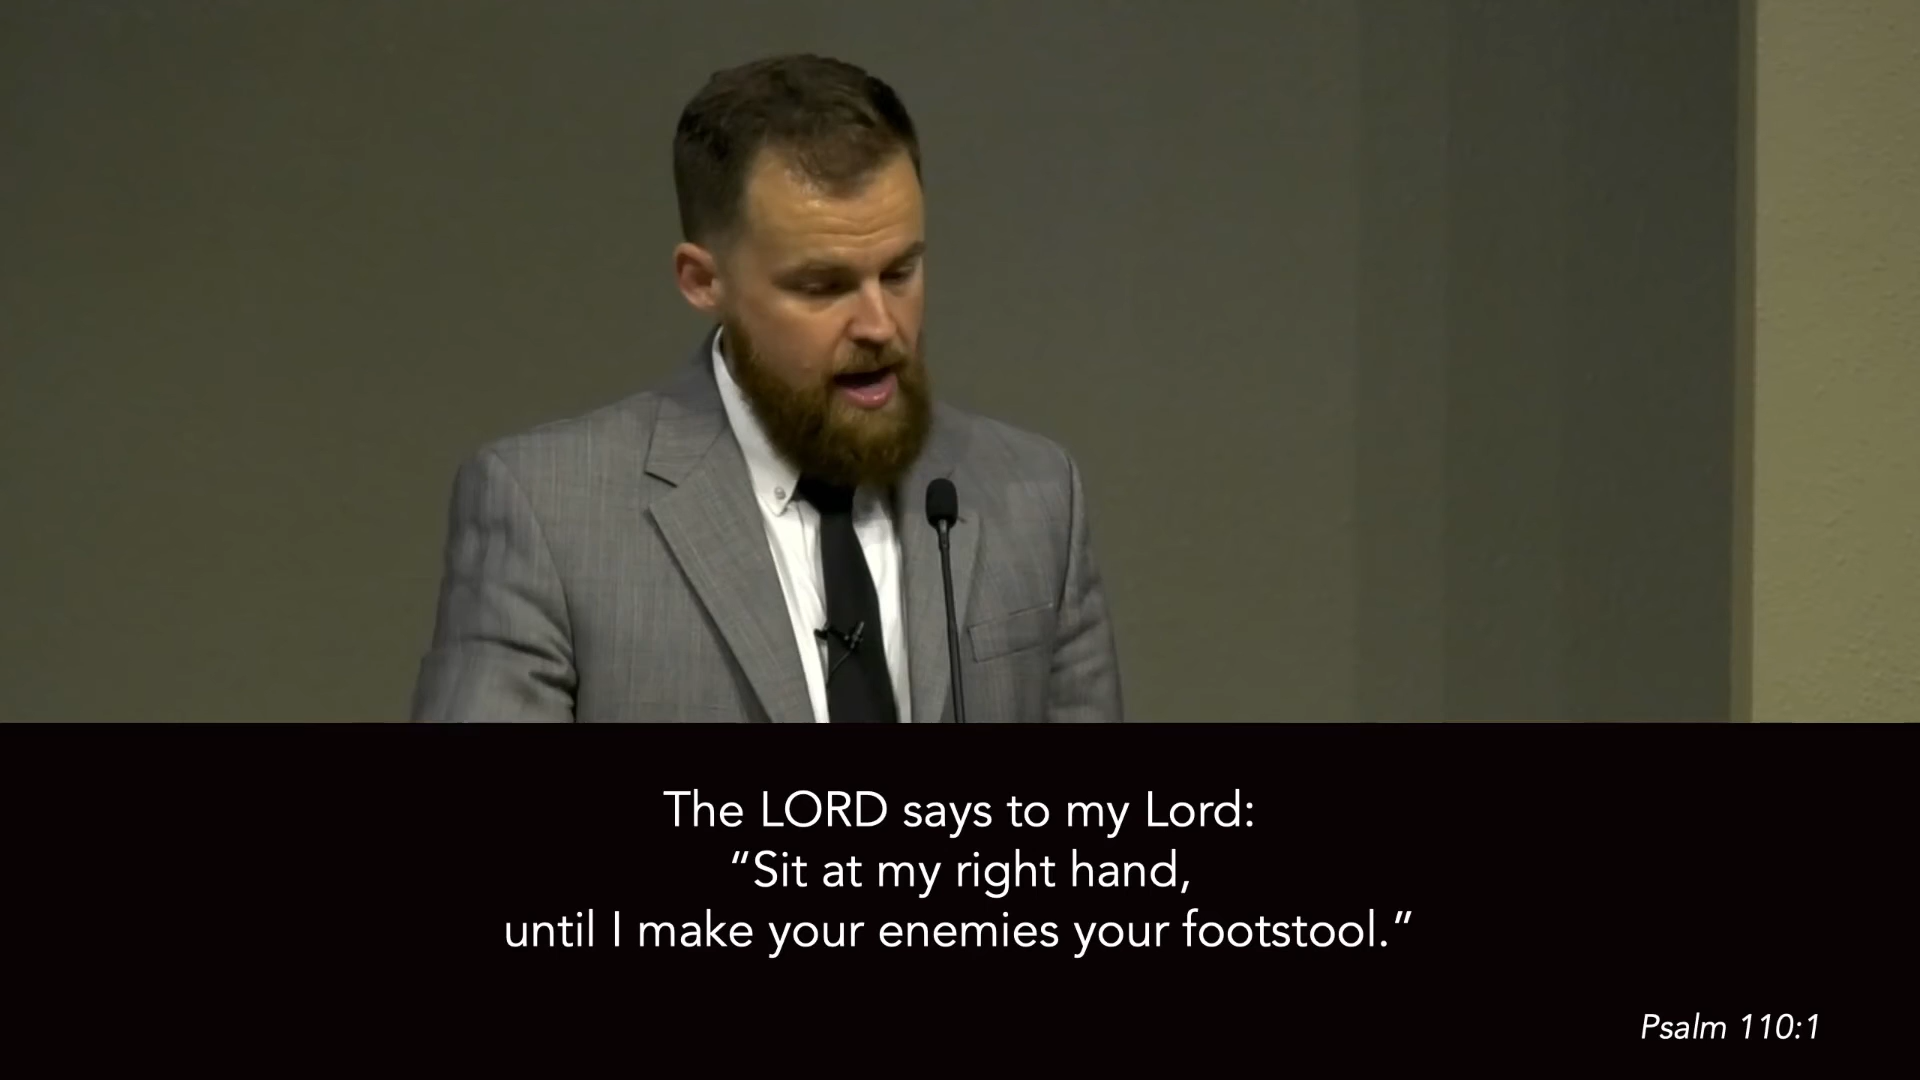 The LORD says to my Lord:
“Sit at my right hand,
until I make your enemies your footstool.”
Psalm 110:1